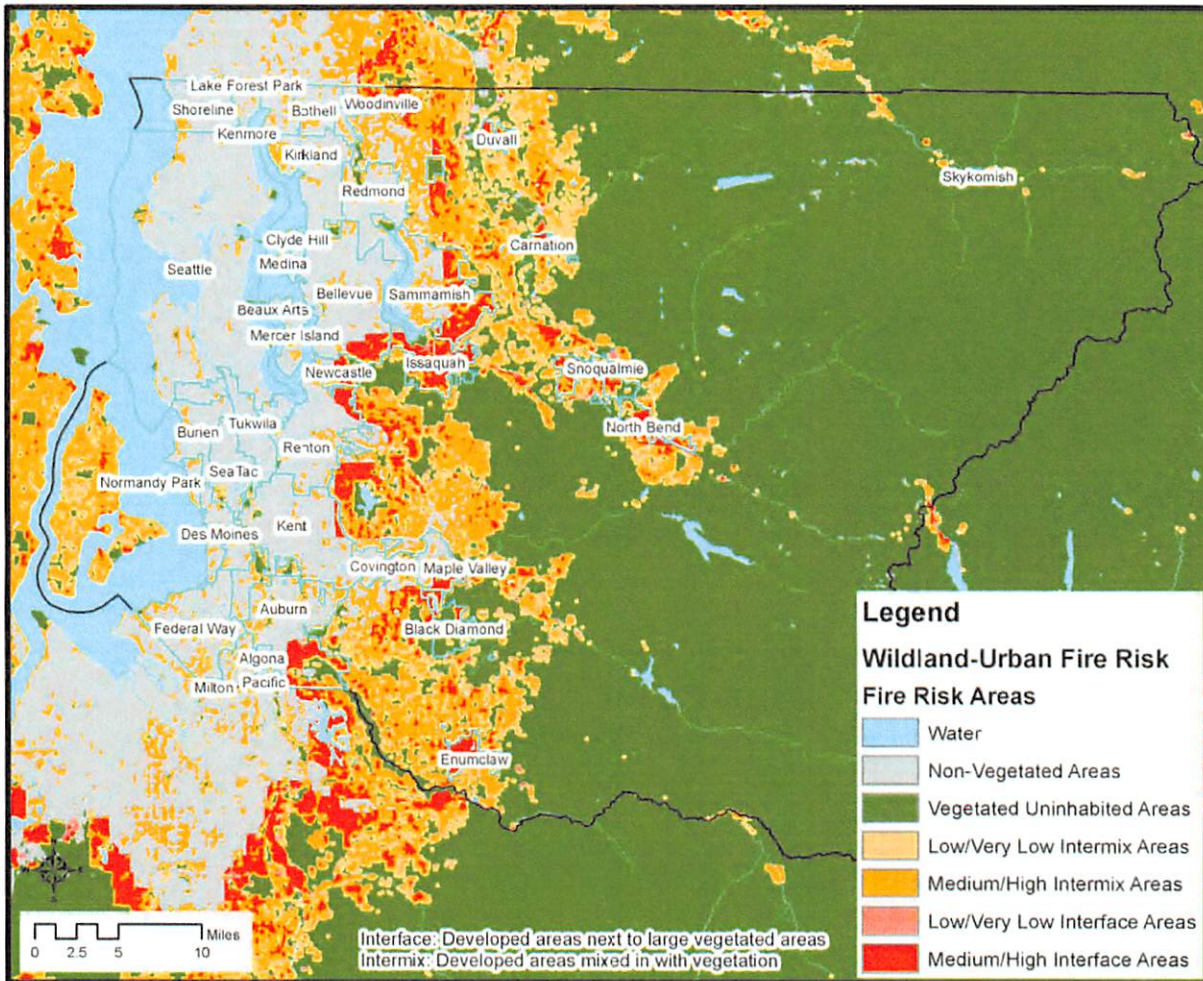 Lake Forest Park
Shoreline
Bothell
Woodinville
Kenmore
Duvall
Kirkland
Skykomish
Redmond
Clyde Hill
Carnation
Medina
Seattle
Bellevue
Sammamish
Beaux Arts
Mercer Island
Issaquah
Newcastle
Snoqualmie
North Bend
Tukwila
Burien
Renton
SeaTac
Normandy Park
Kent
Des Moines
Covington
Maple Valley
Auburn
Federal Way
Black Diamond
Algona
Milton
Pacific
Enumclaw
Legend
Wildland-Urban Fire Risk
Fire Risk Areas
Water
Non-Vegetated Areas
Vegetated Uninhabited Areas
Low/Very Low Intermix Areas
Medium/High Intermix Areas
Low/Very Low Interface Areas
Medium/High Interface Areas
Miles
0 2.5 5 10
Interface: Developed areas next to large vegetated areas
Intermix: Developed areas mixed in with vegetation